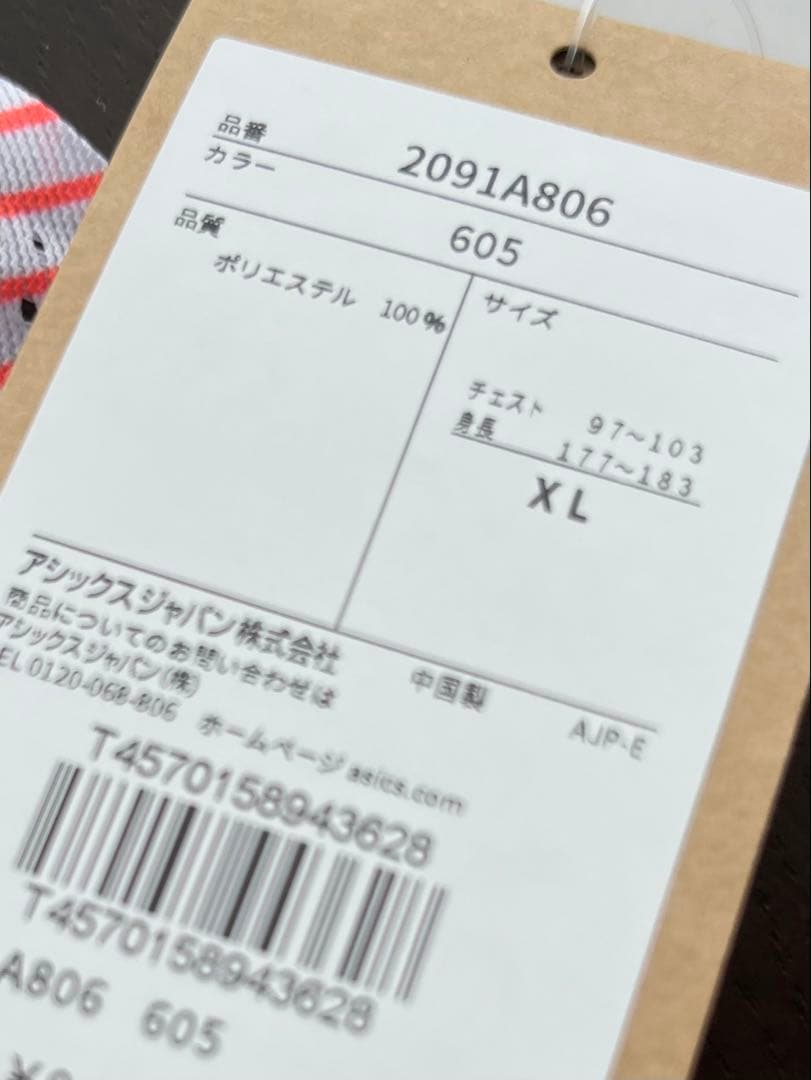 品番 2091A806
カラー 605
品質
ポリエステル 100%
サイズ
チェスト 97~103
身長 177~183
XL
アシックスジャパン株式会社
商品についてのお問い合わせは
アシックスジャパン(株)
EL 0120-068-806 ホームページ asics.com
中国製 AJP-E
T4570158943628
T4570158943628
A806 605